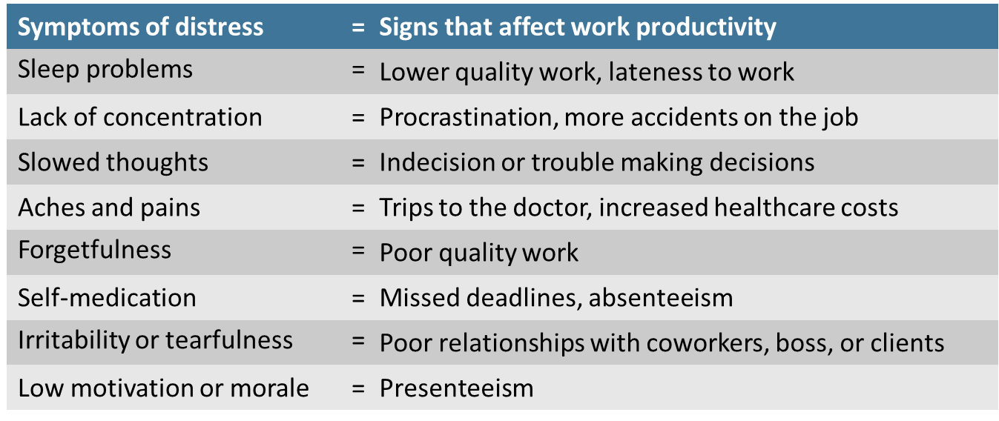 Symptoms of distress = Signs that affect work productivity
Sleep problems = Lower quality work, lateness to work
Lack of concentration = Procrastination, more accidents on the job
Slowed thoughts = Indecision or trouble making decisions
Aches and pains = Trips to the doctor, increased healthcare costs
Forgetfulness = Poor quality work
Self-medication = Missed deadlines, absenteeism
Irritability or tearfulness = Poor relationships with coworkers, boss, or clients
Low motivation or morale = Presenteeism